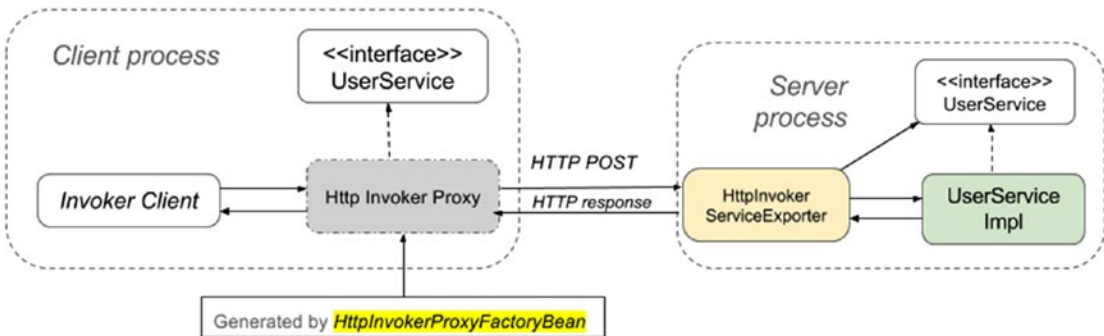 Client process
<<interface>>
UserService
Invoker Client
Http Invoker Proxy
HTTP POST
HTTP response
Generated by HttpInvokerProxyFactoryBean
Server
process
<<interface>>
UserService
HttpInvoker
ServiceExporter
UserService
Impl